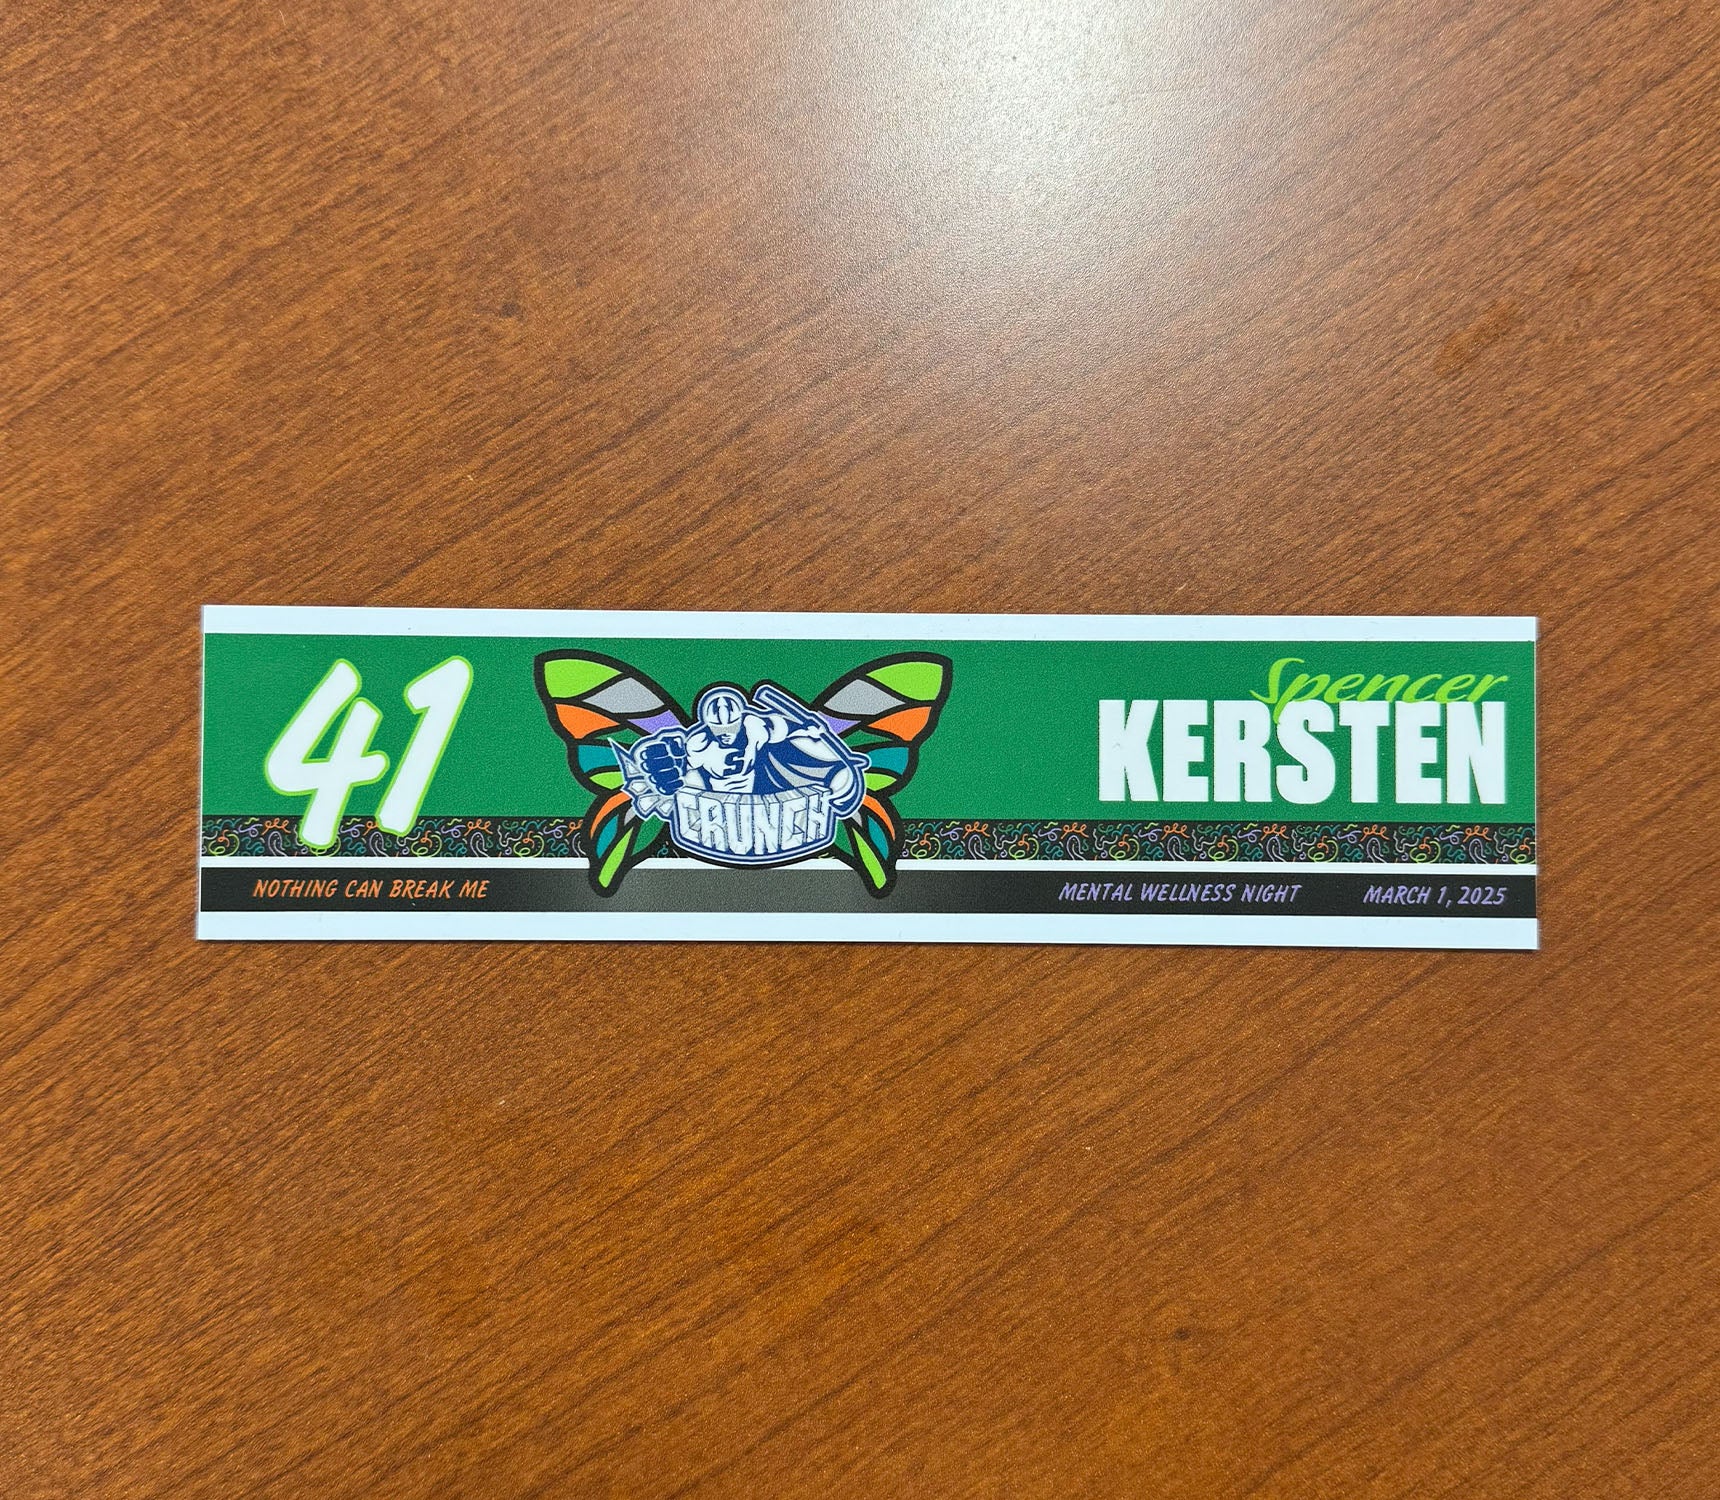 41
S
CRUNCH
Spencer
KERSTEN
NOTHING CAN BREAK ME
MENTAL WELLNESS NIGHT
MARCH 1, 2025